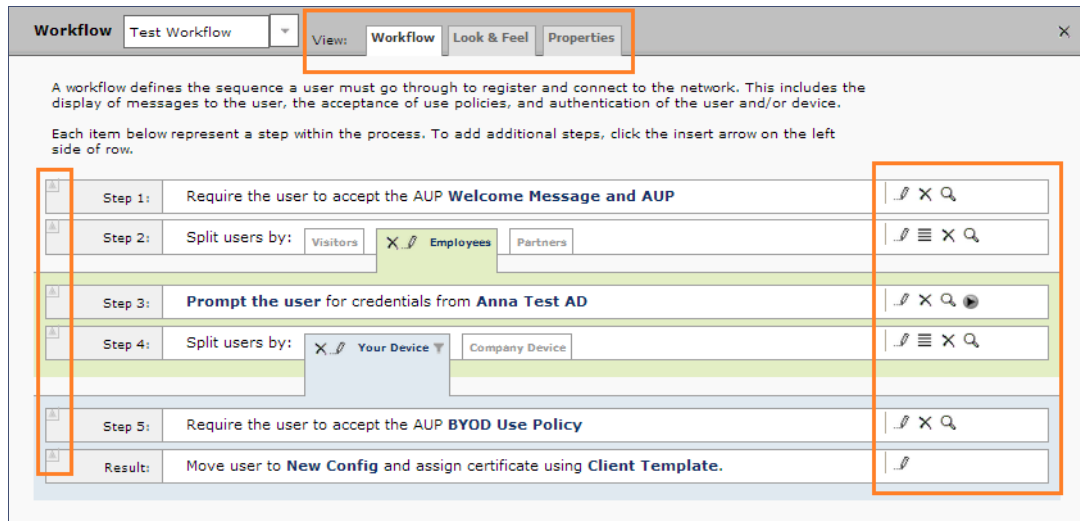 Workflow Test Workflow View: Workflow Look & Feel Properties
A workflow defines the sequence a user must go through to register and connect to the network. This includes the
display of messages to the user, the acceptance of use policies, and authentication of the user and/or device.
Each item below represent a step within the process. To add additional steps, click the insert arrow on the left
side of row.
Step 1: Require the user to accept the AUP Welcome Message and AUP
Step 2: Split users by: Visitors Employees Partners
Step 3: Prompt the user for credentials from Anna Test AD
Step 4: Split users by: Your Device Company Device
Step 5: Require the user to accept the AUP BYOD Use Policy
Result: Move user to New Config and assign certificate using Client Template.